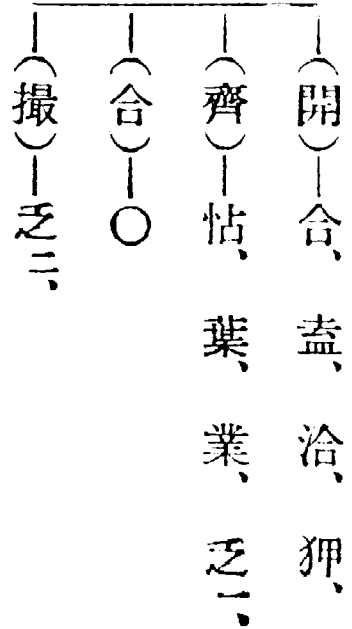 （開）—合、盍、洽、狎、
（齊）—怗、葉、業、乏一、
（合）—〇
（撮）—乏二、